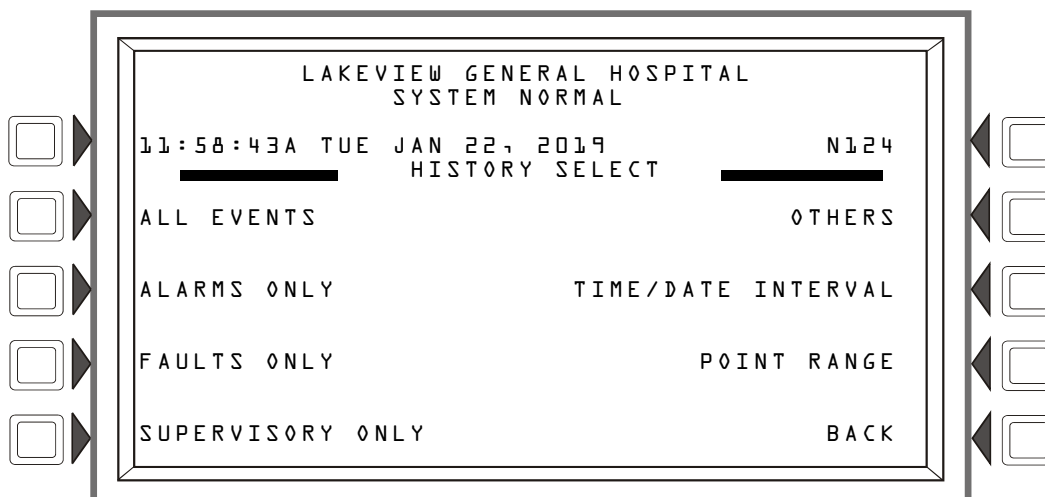 LAKEVIEW GENERAL HOSPITAL
SYSTEM NORMAL
11:58:43A TUE JAN 22, 2019 N124
HISTORY SELECT
ALL EVENTS OTHERS
ALARMS ONLY TIME/DATE INTERVAL
FAULTS ONLY POINT RANGE
SUPERVISORY ONLY BACK